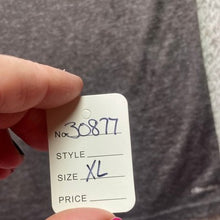 No. 30877
STYLE
SIZE XL
PRICE